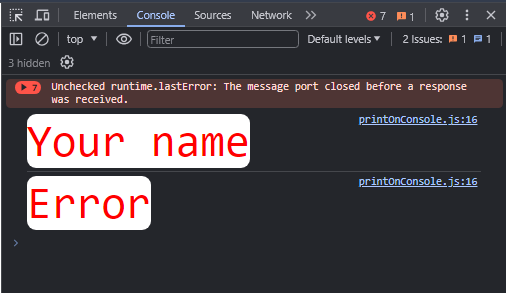 Elements Console Sources Network 7 1
top Filter Default levels 2 Issues: 1 1
3 hidden
7 Unchecked runtime.lastError: The message port closed before a response
was received.
printOnConsole.js:16
Your name
printOnConsole.js:16
Error